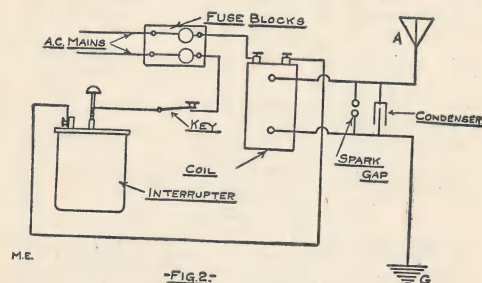 FUSE BLOCKS
A.C. MAINS
A
KEY
CONDENSER
COIL
SPARK
GAP
INTERRUPTER
M.E.
-FIG.2-
G